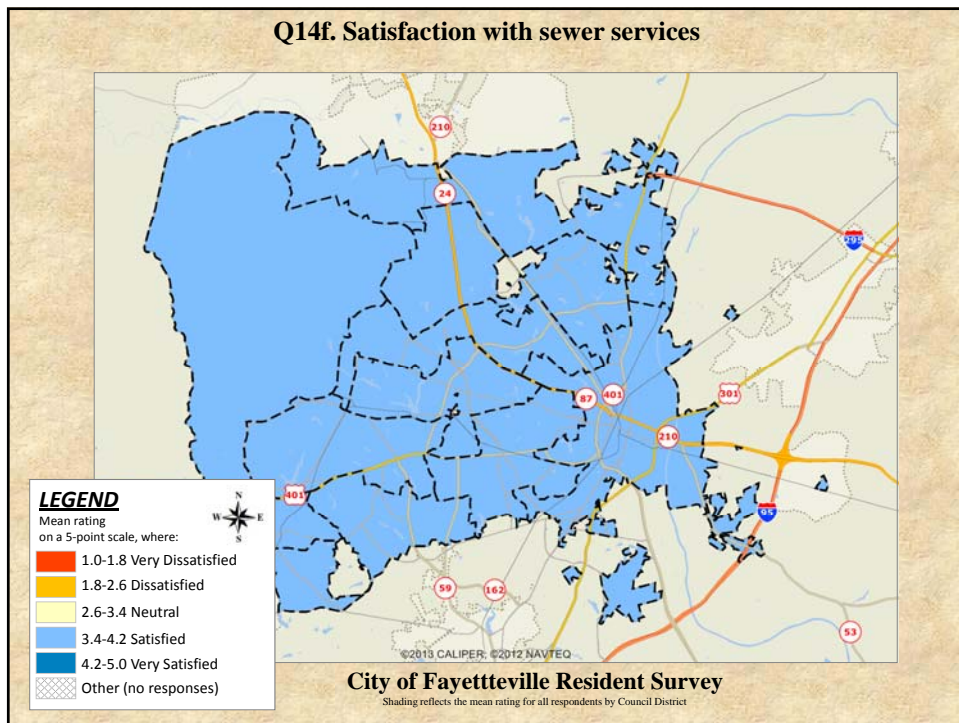 Q14f. Satisfaction with sewer services
210
24
295
87
401
301
210
401
95
59
162
53
LEGEND
Mean rating
on a 5-point scale, where:
N
W E
S
1.0-1.8 Very Dissatisfied
1.8-2.6 Dissatisfied
2.6-3.4 Neutral
3.4-4.2 Satisfied
4.2-5.0 Very Satisfied
Other (no responses)
©2013 CALIPER; ©2012 NAVTEQ
City of Fayettteville Resident Survey
Shading reflects the mean rating for all respondents by Council District